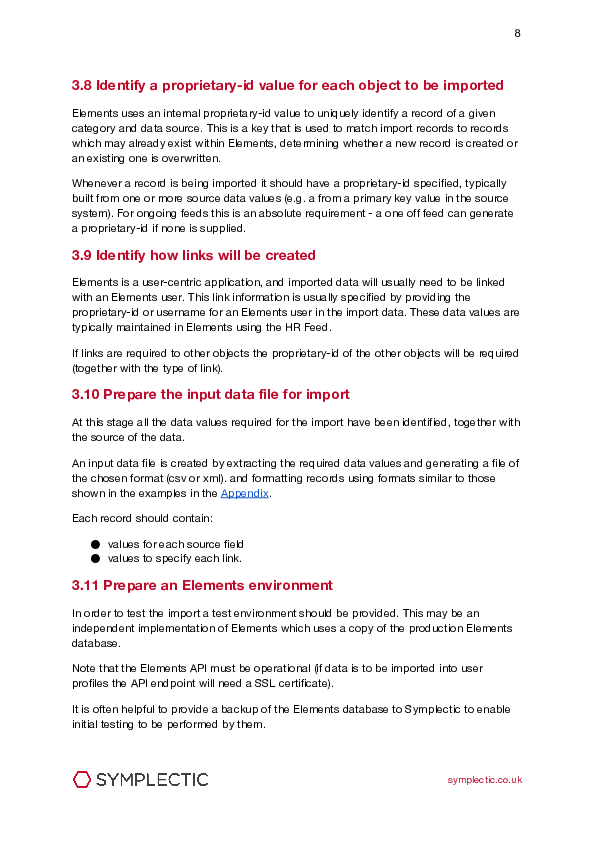 8
3.8 Identify a proprietary-id value for each object to be imported
Elements uses an internal proprietary-id value to uniquely identify a record of a given
category and data source. This is a key that is used to match import records to records
which may already exist within Elements, determining whether a new record is created or
an existing one is overwritten.
Whenever a record is being imported it should have a proprietary-id specified, typically
built from one or more source data values (e.g. a from a primary key value in the source
system). For ongoing feeds this is an absolute requirement - a one off feed can generate
a proprietary-id if none is supplied.
3.9 Identify how links will be created
Elements is a user-centric application, and imported data will usually need to be linked
with an Elements user. This link information is usually specified by providing the
proprietary-id or username for an Elements user in the import data. These data values are
typically maintained in Elements using the HR Feed.
If links are required to other objects the proprietary-id of the other objects will be required
(together with the type of link).
3.10 Prepare the input data file for import
At this stage all the data values required for the import have been identified, together with
the source of the data.
An input data file is created by extracting the required data values and generating a file of
the chosen format (csv or xml). and formatting records using formats similar to those
shown in the examples in the Appendix.
Each record should contain:
● values for each source field
● values to specify each link.
3.11 Prepare an Elements environment
In order to test the import a test environment should be provided. This may be an
independent implementation of Elements which uses a copy of the production Elements
database.
Note that the Elements API must be operational (if data is to be imported into user
profiles the API endpoint will need a SSL certificate).
It is often helpful to provide a backup of the Elements database to Symplectic to enable
initial testing to be performed by them.
SYMPLECTIC
symplectic.co.uk